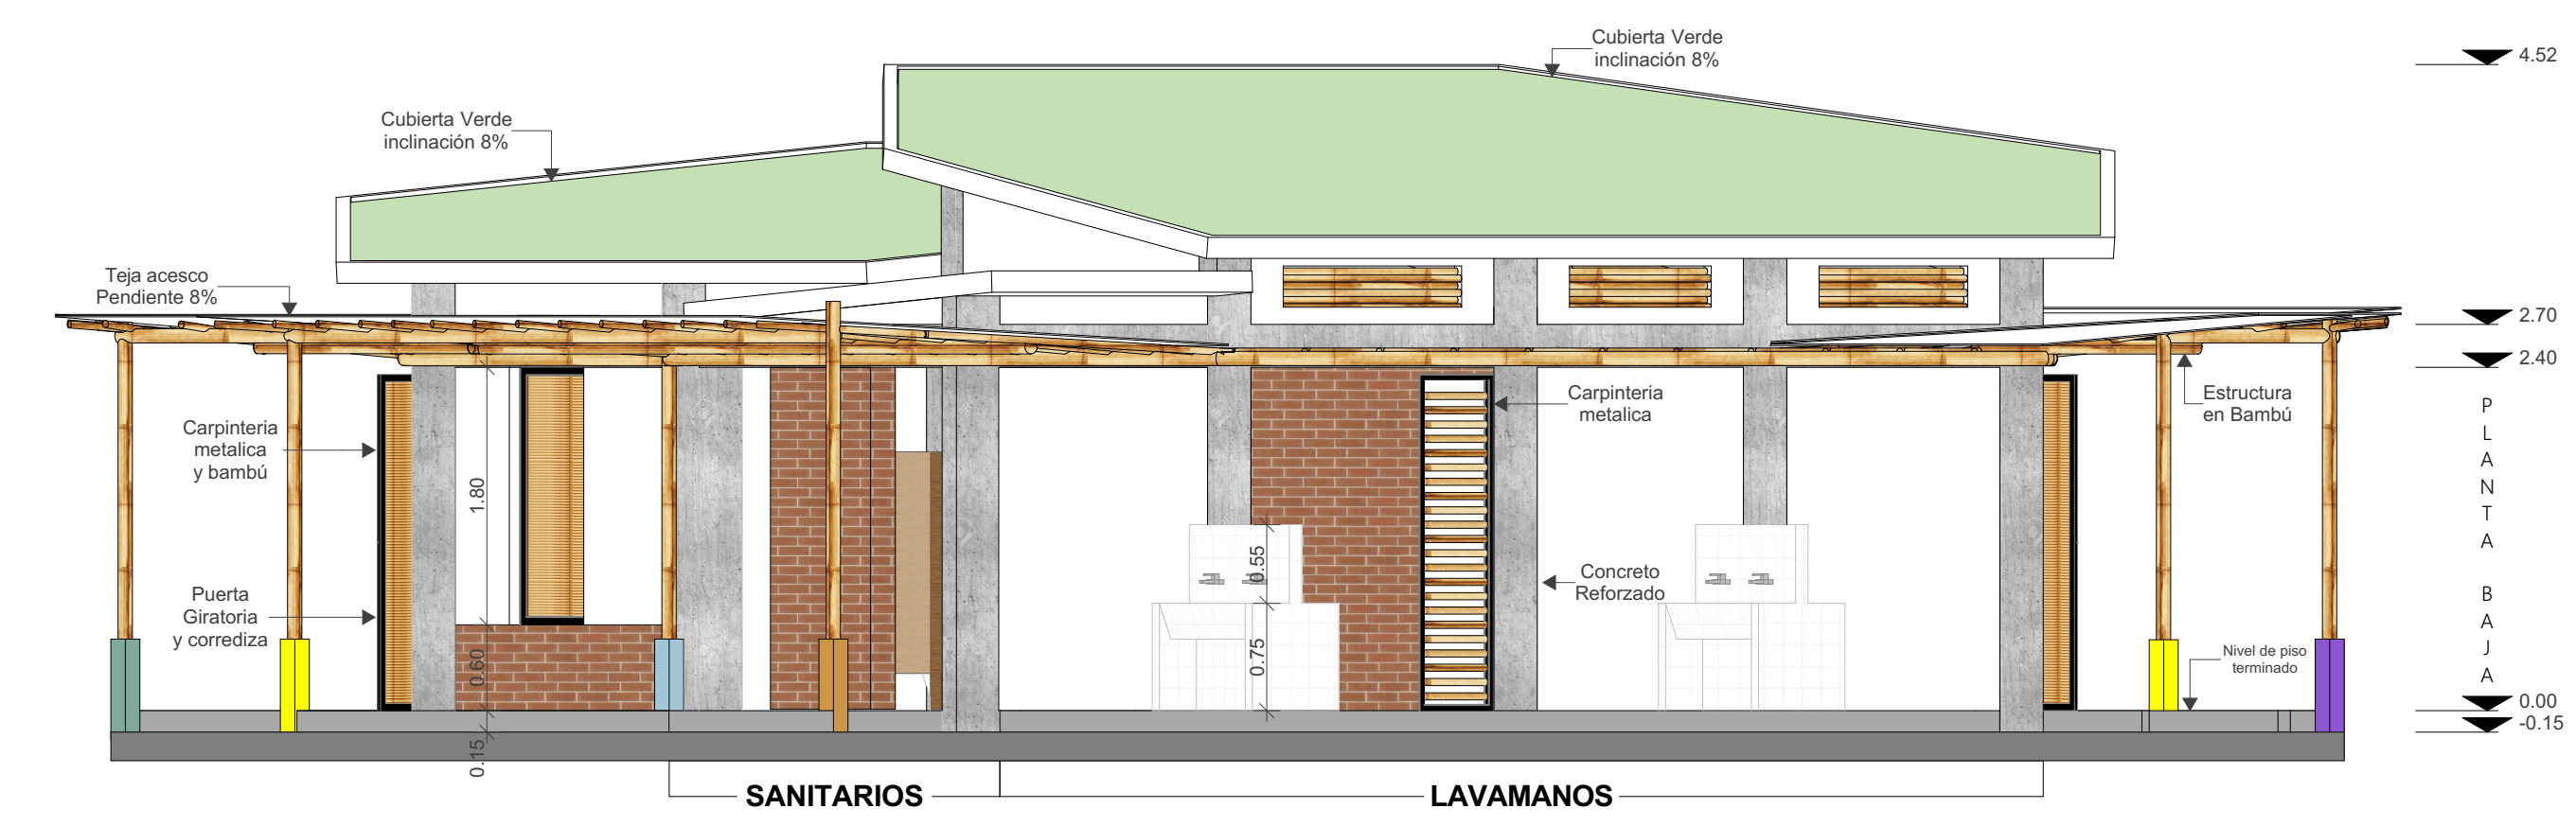 Cubierta Verde
inclinación 8%
4.52
Cubierta Verde
inclinación 8%
Teja acesco
Pendiente 8%
2.70
2.40
Carpinteria
metalica
y bambú
1.80
Carpinteria
metalica
Estructura
en Bambú
P
L
A
N
T
A
B
A
J
A
0.55
Concreto
Reforzado
Puerta
Giratoria
y corrediza
0.60
0.75
Nivel de piso
terminado
0.00
-0.15
0.15
SANITARIOS
LAVAMANOS